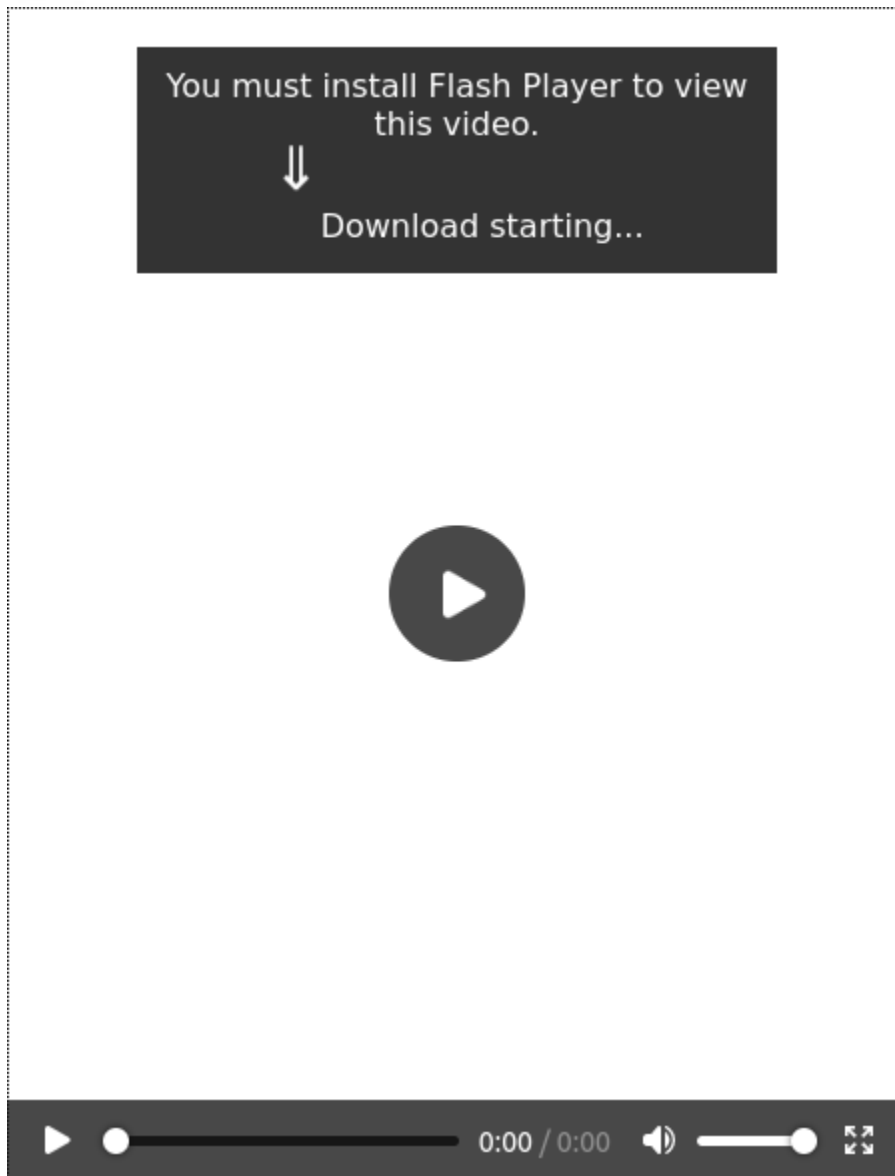 You must install Flash Player to view
this video.
⇓
Download starting...
0:00 / 0:00